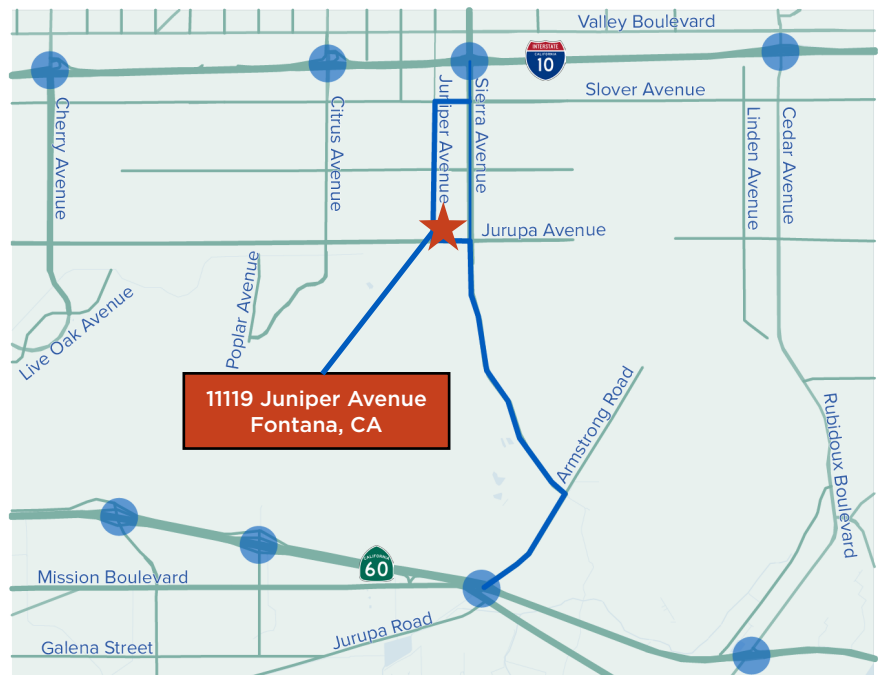 Valley Boulevard
INTERSTATE
CALIFORNIA
10
Slover Avenue
Cherry Avenue
Citrus Avenue
Juniper Avenue
Sierra Avenue
Linden Avenue
Cedar Avenue
Jurupa Avenue
Poplar Avenue
Live Oak Avenue
11119 Juniper Avenue
Fontana, CA
Armstrong Road
Rubidoux Boulevard
CALIFORNIA
60
Mission Boulevard
Jurupa Road
Galena Street